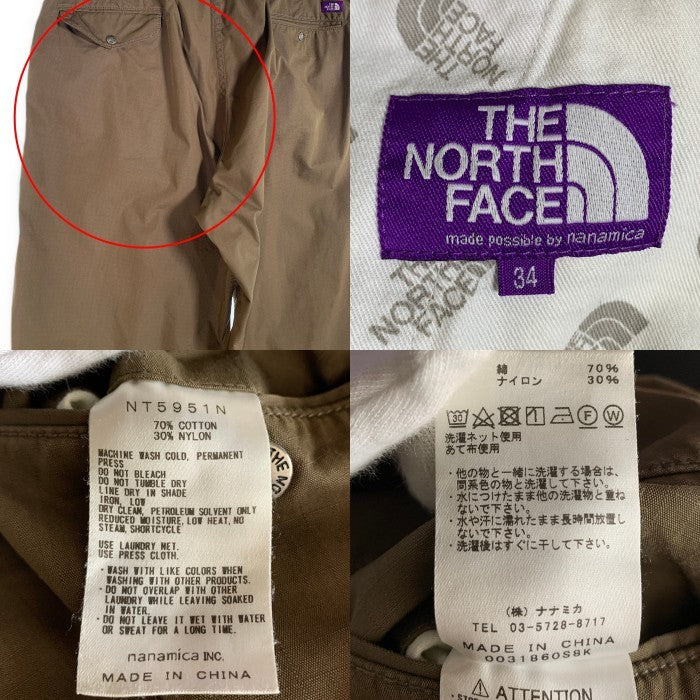 THE
NORTH
FACE
made possible by nanamica
34
THE
NORTH
FACE
THE
NORTH
FACE
NT5951N
70% COTTON
30% NYLON
MACHINE WASH COLD, PERMANENT
PRESS
DO NOT BLEACH
DO NOT TUMBLE DRY
LINE DRY IN SHADE
IRON, LOW
DRY CLEAN, PETROLEUM SOLVENT ONLY
REDUCED MOISTURE, LOW HEAT, NO
STEAM, SHORTCYCLE
USE LAUNDRY NET.
USE PRESS CLOTH.
・WASH WITH LIKE COLORS WHEN
WASHING WITH OTHER PRODUCTS.
・DO NOT OVERLAP WITH OTHER
LAUNDRY WHILE LEAVING SOAKED
IN WATER.
・DO NOT LEAVE IT WET WITH WATER
OR SWEAT FOR A LONG TIME.
nanamica INC.
MADE IN CHINA
THE NO
綿 70%
ナイロン 30%
30 F W
洗濯ネット使用
あて布使用
・他の物と一緒に洗濯する場合は、
同系色の物と洗濯して下さい。
・水につけたまま他の洗濯物と重ね
ないで下さい。
・水や汗に濡れたまま長時間放置し
ないで下さい。
・洗濯後はすぐに干して下さい。
(株) ナナミカ
TEL 03-5728-8717
MADE IN CHINA
0031860S8K
ATTENTION